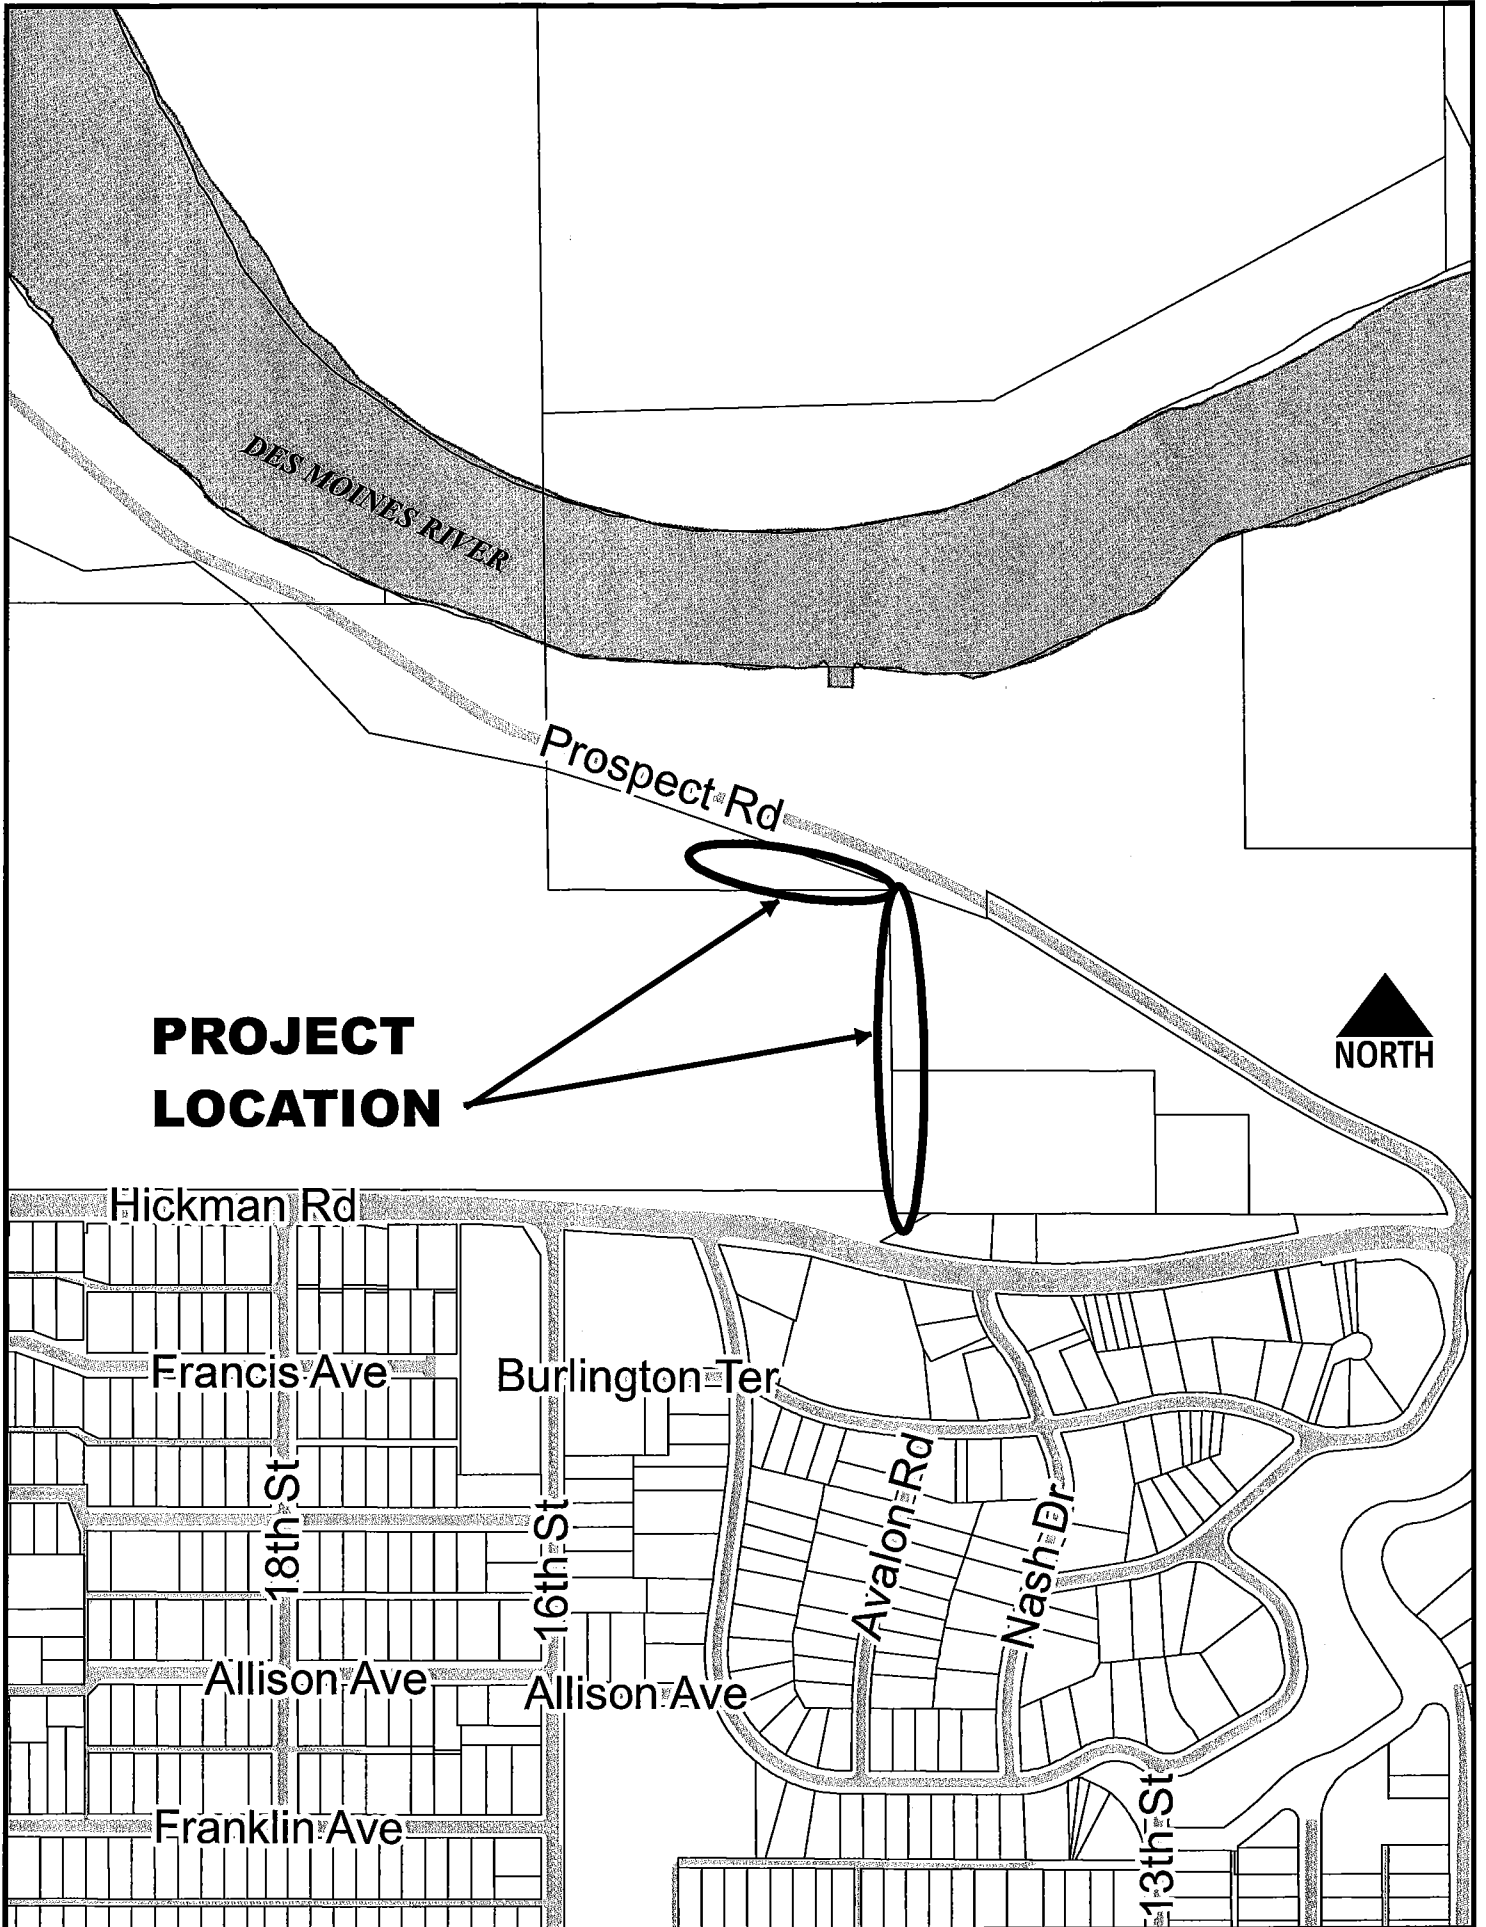 DES MOINES RIVER
Prospect Rd
PROJECT
LOCATION
NORTH
Hickman Rd
Francis Ave
Burlington Ter
18th St
16th St
Avalon Rd
Nash Dr
Allison Ave
Allison Ave
Franklin Ave
13th St